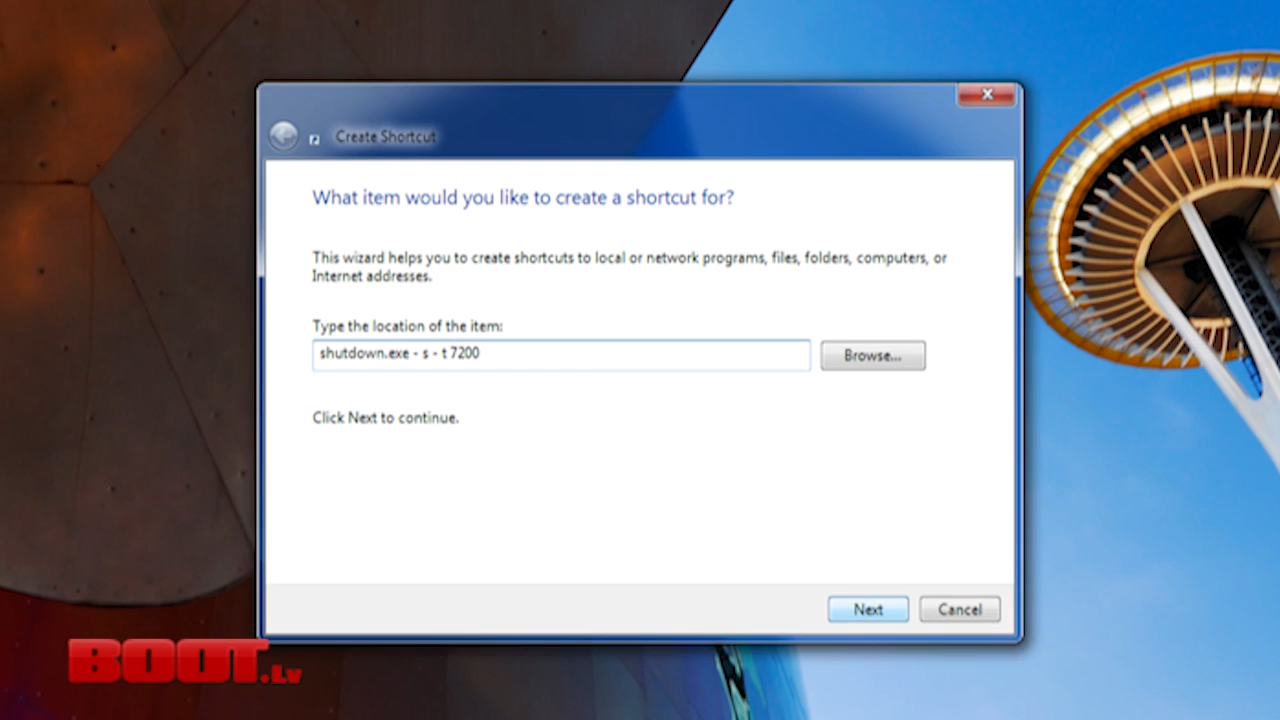 Create Shortcut
What item would you like to create a shortcut for?
This wizard helps you to create shortcuts to local or network programs, files, folders, computers, or
Internet addresses.
Type the location of the item:
shutdown.exe - s - t 7200
Browse...
Click Next to continue.
Next
Cancel
BOOT.Lv